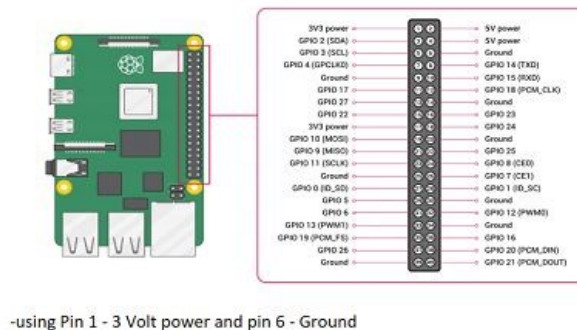 3V3 power 5V power
GPIO 2 (SDA) 5V power
GPIO 3 (SCL) Ground
GPIO 4 (GPCLK0) GPIO 14 (TXD)
Ground GPIO 15 (RXD)
GPIO 17 GPIO 18 (PCM_CLK)
GPIO 27 Ground
GPIO 22 GPIO 23
3V3 power GPIO 24
GPIO 10 (MOSI) Ground
GPIO 9 (MISO) GPIO 25
GPIO 11 (SCLK) GPIO 8 (CE0)
Ground GPIO 7 (CE1)
GPIO 0 (ID_SD) GPIO 1 (ID_SC)
GPIO 5 Ground
GPIO 6 GPIO 12 (PWM0)
GPIO 13 (PWM1) Ground
GPIO 19 (PCM_FS) GPIO 16
GPIO 26 GPIO 20 (PCM_DIN)
Ground GPIO 21 (PCM_DOUT)
-using Pin 1 - 3 Volt power and pin 6 - Ground